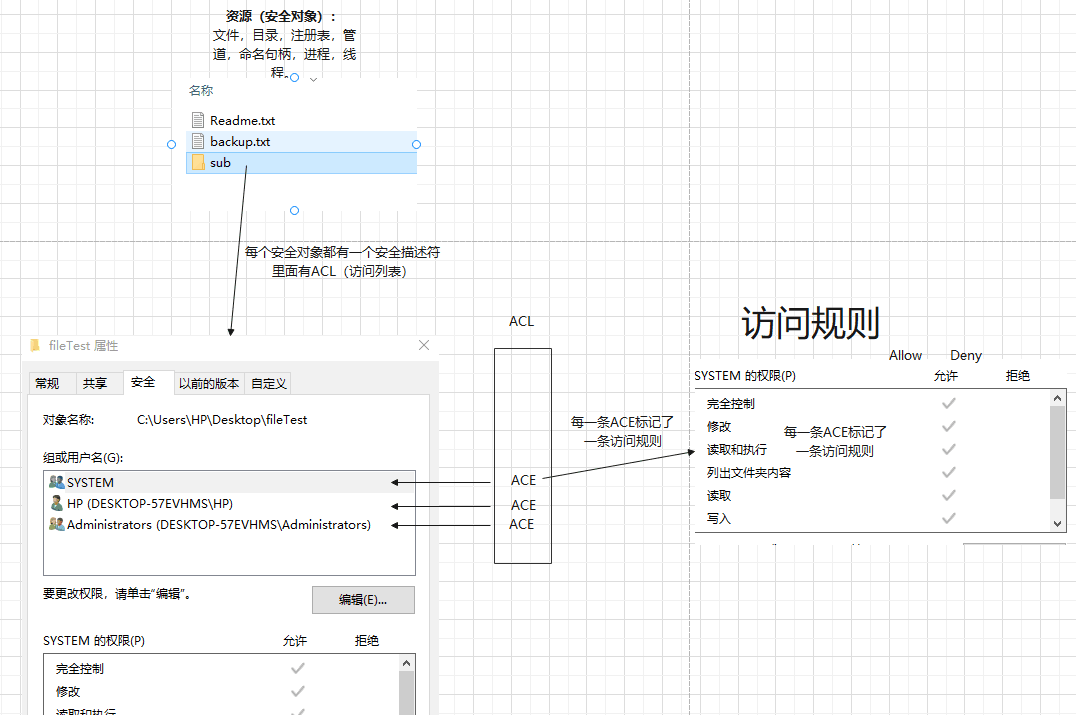 资源（安全对象）：
文件，目录，注册表，管
道，命名句柄，进程，线
程。
名称
Readme.txt
backup.txt
sub
每个安全对象都有一个安全描述符
里面有ACL（访问列表）
fileTest 属性
常规 共享 安全 以前的版本 自定义
对象名称: C:\Users\HP\Desktop\fileTest
组或用户名(G):
SYSTEM
HP (DESKTOP-57EVHMS\HP)
Administrators (DESKTOP-57EVHMS\Administrators)
要更改权限，请单击"编辑"。
编辑(E)...
SYSTEM 的权限(P) 允许 拒绝
完全控制
修改
读取和执行
ACL
ACE
ACE
ACE
每一条ACE标记了
一条访问规则
访问规则
Allow Deny
SYSTEM 的权限(P) 允许 拒绝
完全控制
修改
读取和执行
列出文件夹内容
读取
写入
每一条ACE标记了
一条访问规则